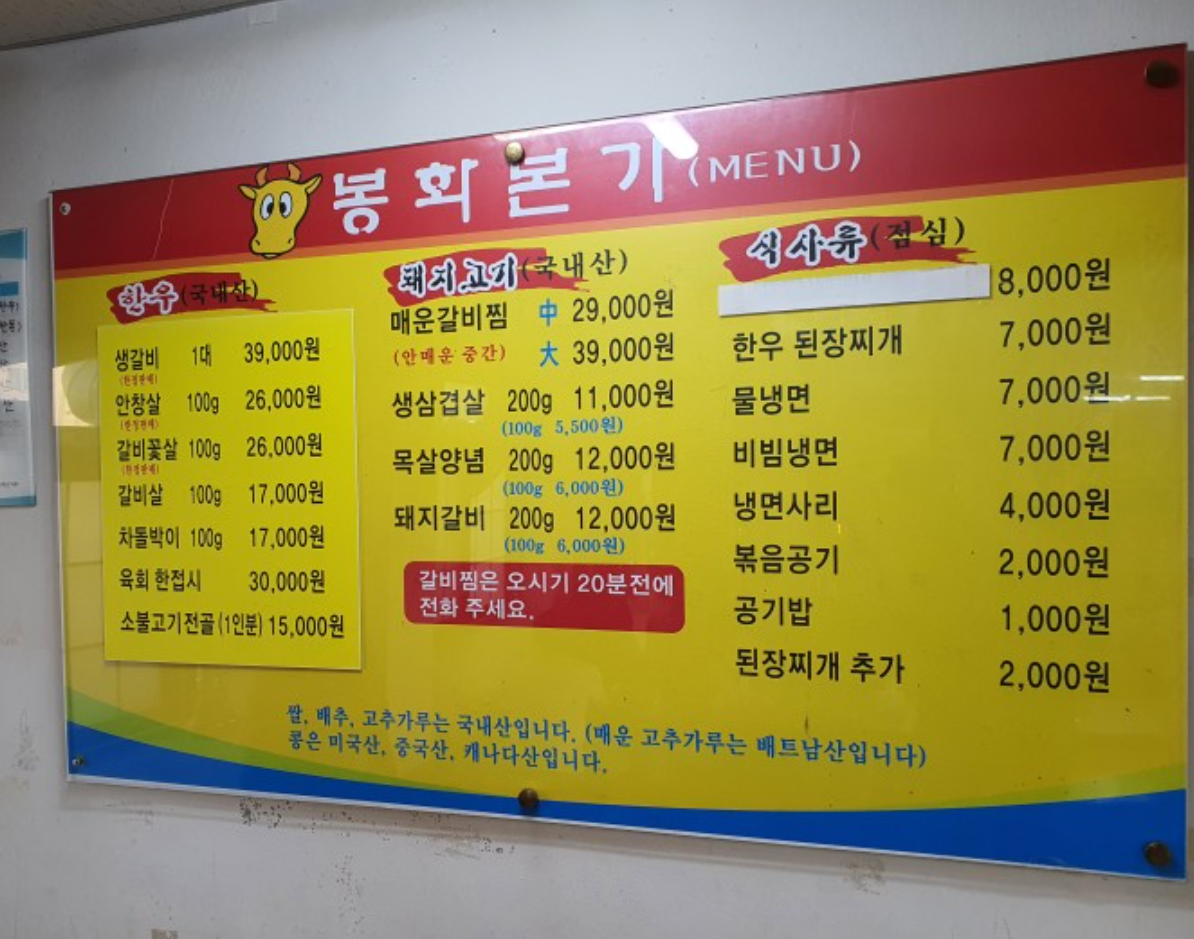 봉화본가(MENU)
한우(국내산)
생갈비 1대 39,000원
(한정판매)
안창살 100g 26,000원
(한정판매)
갈비꽃살 100g 26,000원
(한정판매)
갈비살 100g 17,000원
차돌박이 100g 17,000원
육회 한접시 30,000원
소불고기전골(1인분) 15,000원
돼지고기(국내산)
매운갈비찜 中 29,000원
(안매운 중간) 大 39,000원
생삼겹살 200g 11,000원
(100g 5,500원)
목살양념 200g 12,000원
(100g 6,000원)
돼지갈비 200g 12,000원
(100g 6,000원)
갈비찜은 오시기 20분전에
전화 주세요.
식사류(점심)
8,000원
한우 된장찌개 7,000원
물냉면 7,000원
비빔냉면 7,000원
냉면사리 4,000원
볶음공기 2,000원
공기밥 1,000원
된장찌개 추가 2,000원
쌀, 배추, 고추가루는 국내산입니다. (매운 고추가루는 배트남산입니다)
콩은 미국산, 중국산, 캐나다산입니다.